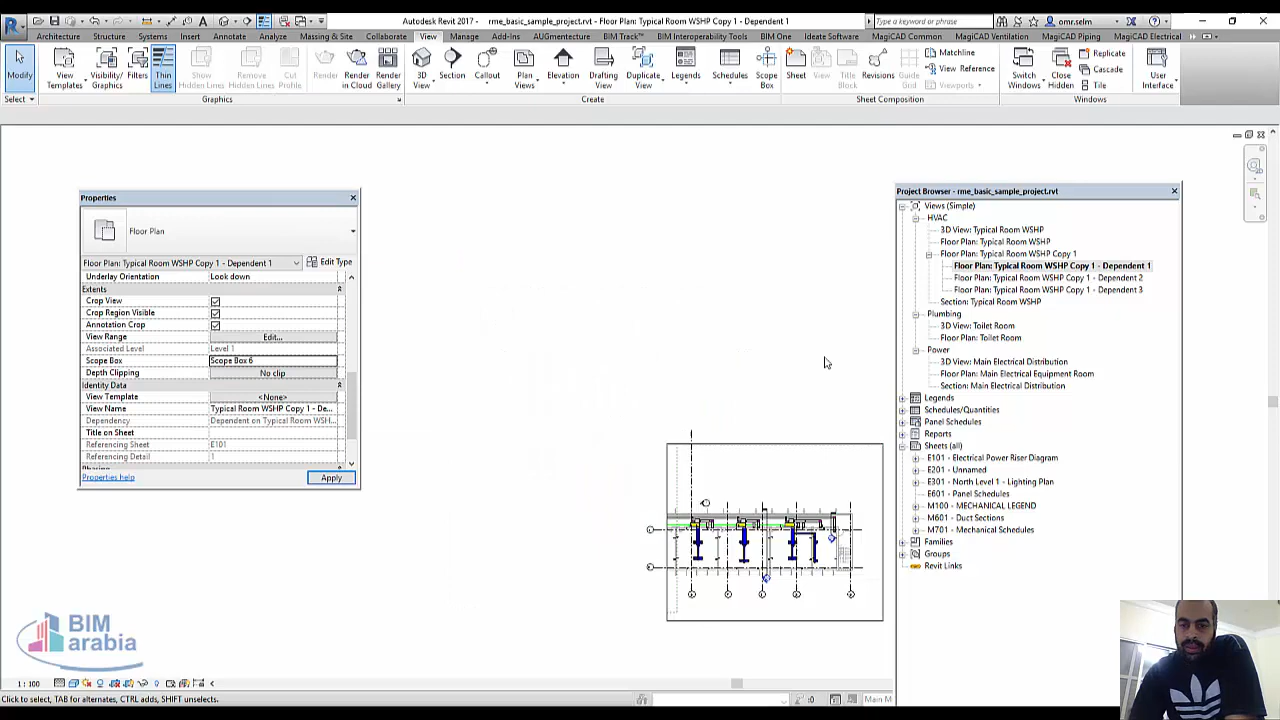 Autodesk Revit 2017 - rme_basic_sample_project.rvt - Floor Plan: Typical Room WSHP Copy 1 - Dependent 1
Type a keyword or phrase
omr.selm
Architecture Structure Systems Insert Annotate Analyze Massing & Site Collaborate View Manage Add-Ins AUGmentecture BIM Track™ BIM Interoperability Tools BIM One Ideate Software MagiCAD Common MagiCAD Ventilation MagiCAD Piping MagiCAD Electrical
Modify
View Templates
Visibility/ Graphics
Filters
Thin Lines
Show Hidden Lines
Remove Hidden Lines
Cut Profile
Render
Render in Cloud
Render Gallery
3D View
Section
Callout
Plan Views
Elevation
Drafting View
Duplicate View
Legends
Schedules
Scope Box
Sheet
View
Title Block
Revisions
Guide Grid
Matchline
View Reference
Viewports
Switch Windows
Close Hidden
Replicate
Cascade
Tile
User Interface
Select
Graphics
Create
Sheet Composition
Windows
Properties
Floor Plan
Floor Plan: Typical Room WSHP Copy 1 - Dependent 1
Edit Type
Underlay Orientation Look down
Extents
Crop View
Crop Region Visible
Annotation Crop
View Range Edit...
Associated Level Level 1
Scope Box Scope Box 6
Depth Clipping No clip
Identity Data
View Template <None>
View Name Typical Room WSHP Copy 1 - De...
Dependency Dependent on Typical Room WSH...
Title on Sheet
Referencing Sheet E101
Referencing Detail 1
Properties help
Apply
Project Browser - rme_basic_sample_project.rvt
Views (Simple)
HVAC
3D View: Typical Room WSHP
Floor Plan: Typical Room WSHP
Floor Plan: Typical Room WSHP Copy 1
Floor Plan: Typical Room WSHP Copy 1 - Dependent 1
Floor Plan: Typical Room WSHP Copy 1 - Dependent 2
Floor Plan: Typical Room WSHP Copy 1 - Dependent 3
Section: Typical Room WSHP
Plumbing
3D View: Toilet Room
Floor Plan: Toilet Room
Power
3D View: Main Electrical Distribution
Floor Plan: Main Electrical Equipment Room
Section: Main Electrical Distribution
Legends
Schedules/Quantities
Panel Schedules
Reports
Sheets (all)
E101 - Electrical Power Riser Diagram
E201 - Unnamed
E301 - North Level 1 - Lighting Plan
E601 - Panel Schedules
M100 - MECHANICAL LEGEND
M601 - Duct Sections
M701 - Mechanical Schedules
Families
Groups
Revit Links
BIM
arabia
1 : 100
Click to select, TAB for alternates, CTRL adds, SHIFT unselects.
:0
Main M